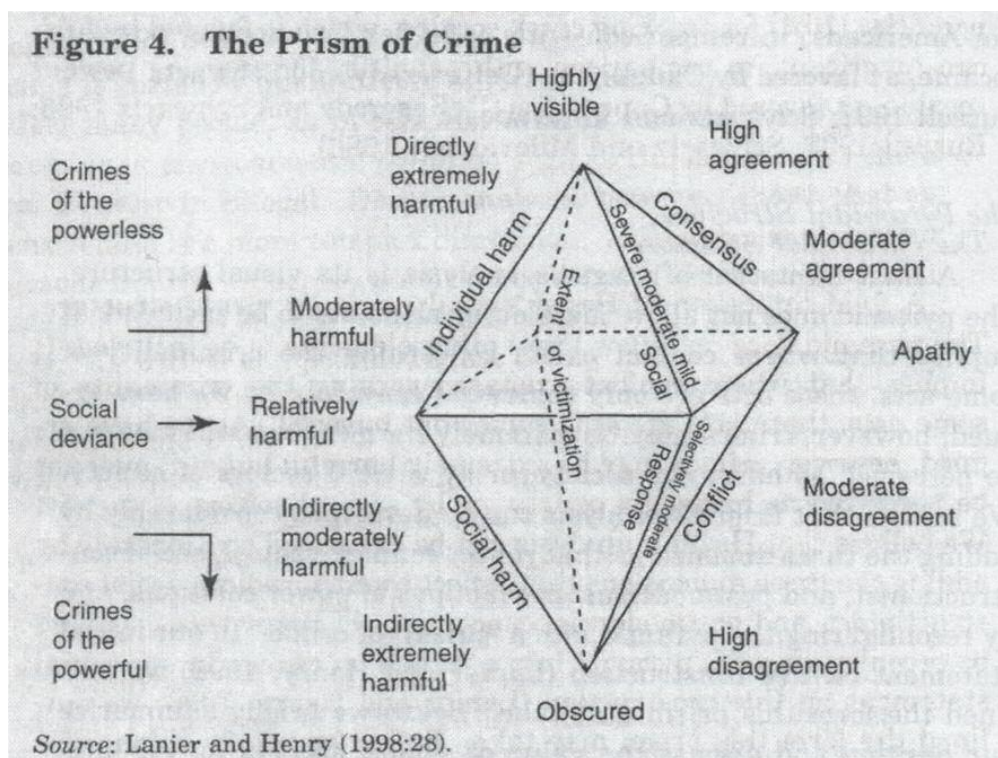 Figure 4. The Prism of Crime
Highly
visible
High
agreement
Directly
extremely
harmful
Crimes
of the
powerless
Individual harm
Extent
or victimization
Severe moderate mild
Social
Consensus
Moderate
agreement
Moderately
harmful
Apathy
Social
deviance
Relatively
harmful
Selectively moderate
Response
Conflict
Moderate
disagreement
Indirectly
moderately
harmful
Social harm
Crimes
of the
powerful
Indirectly
extremely
harmful
High
disagreement
Obscured
Source: Lanier and Henry (1998:28).